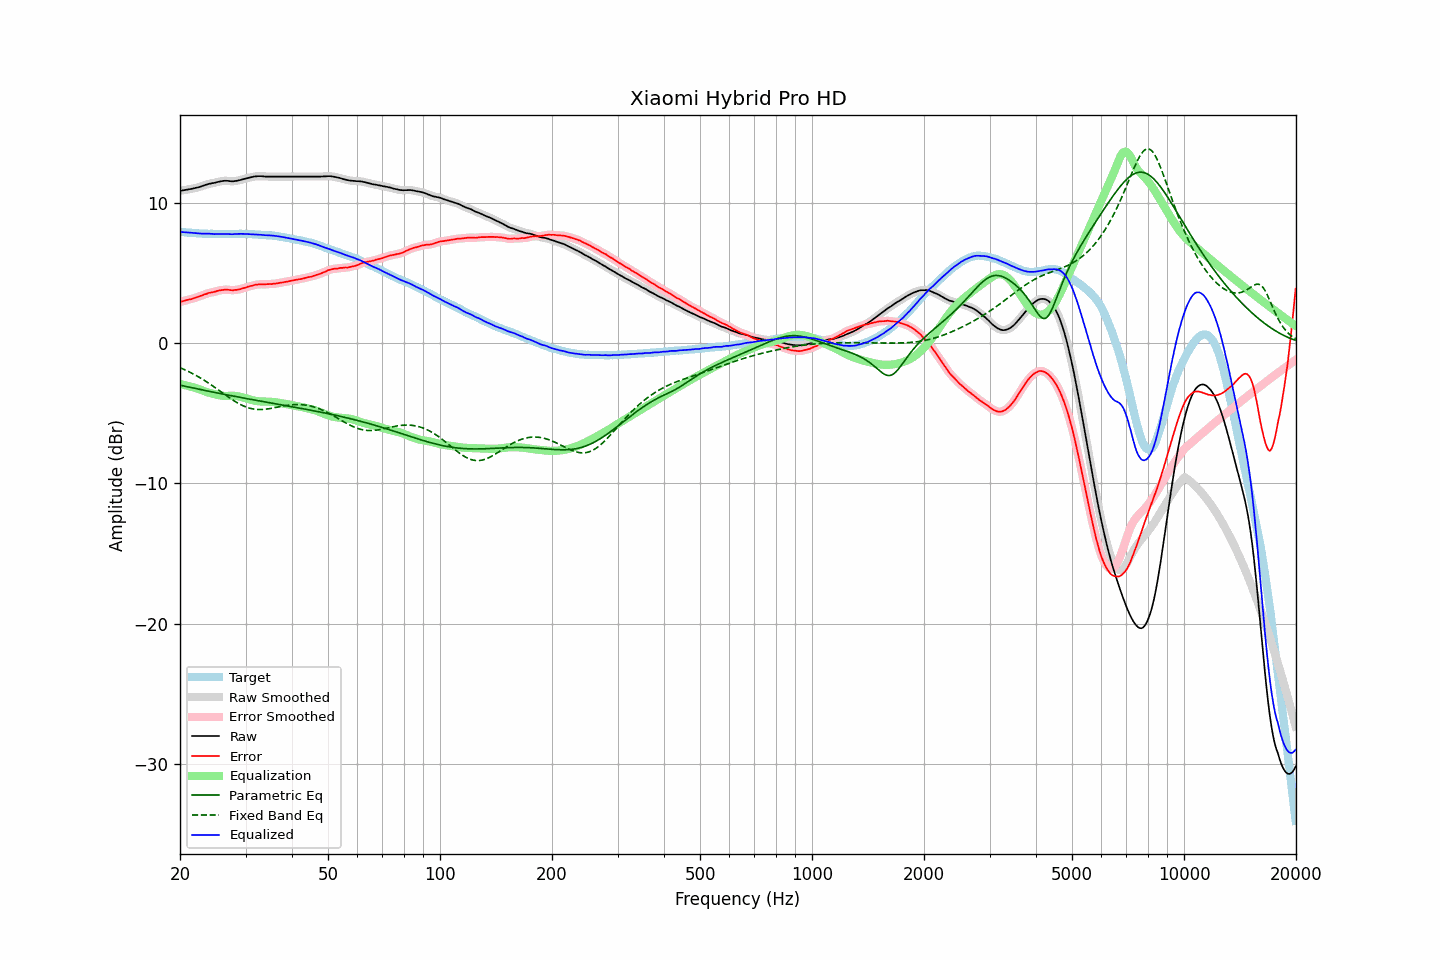 Xiaomi Hybrid Pro HD
Amplitude (dBr)
10
0
−10
−20
−30
Target
Raw Smoothed
Error Smoothed
Raw
Error
Equalization
Parametric Eq
Fixed Band Eq
Equalized
20 50 100 200 500 1000 2000 5000 10000 20000
Frequency (Hz)